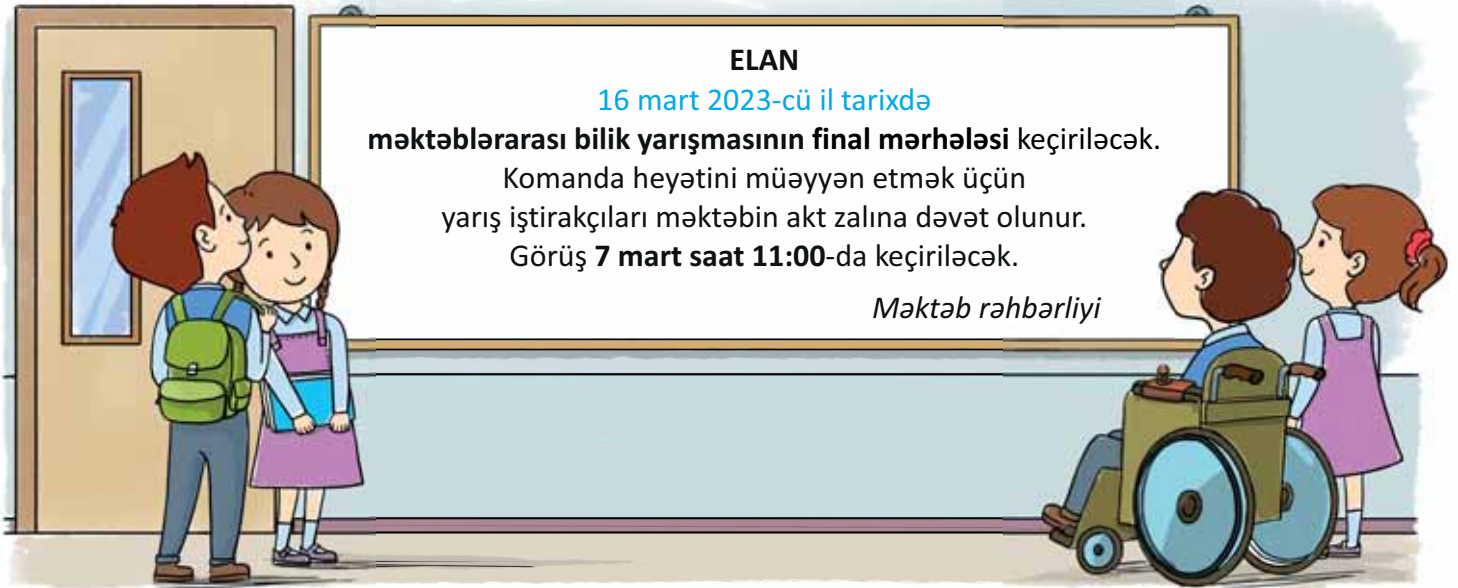 ELAN
16 mart 2023-cü il tarixdə
məktəblərarası bilik yarışmasının final mərhələsi keçiriləcək.
Komanda heyətini müəyyən etmək üçün
yarış iştirakçıları məktəbin akt zalına dəvət olunur.
Görüş 7 mart saat 11:00-da keçiriləcək.
Məktəb rəhbərliyi